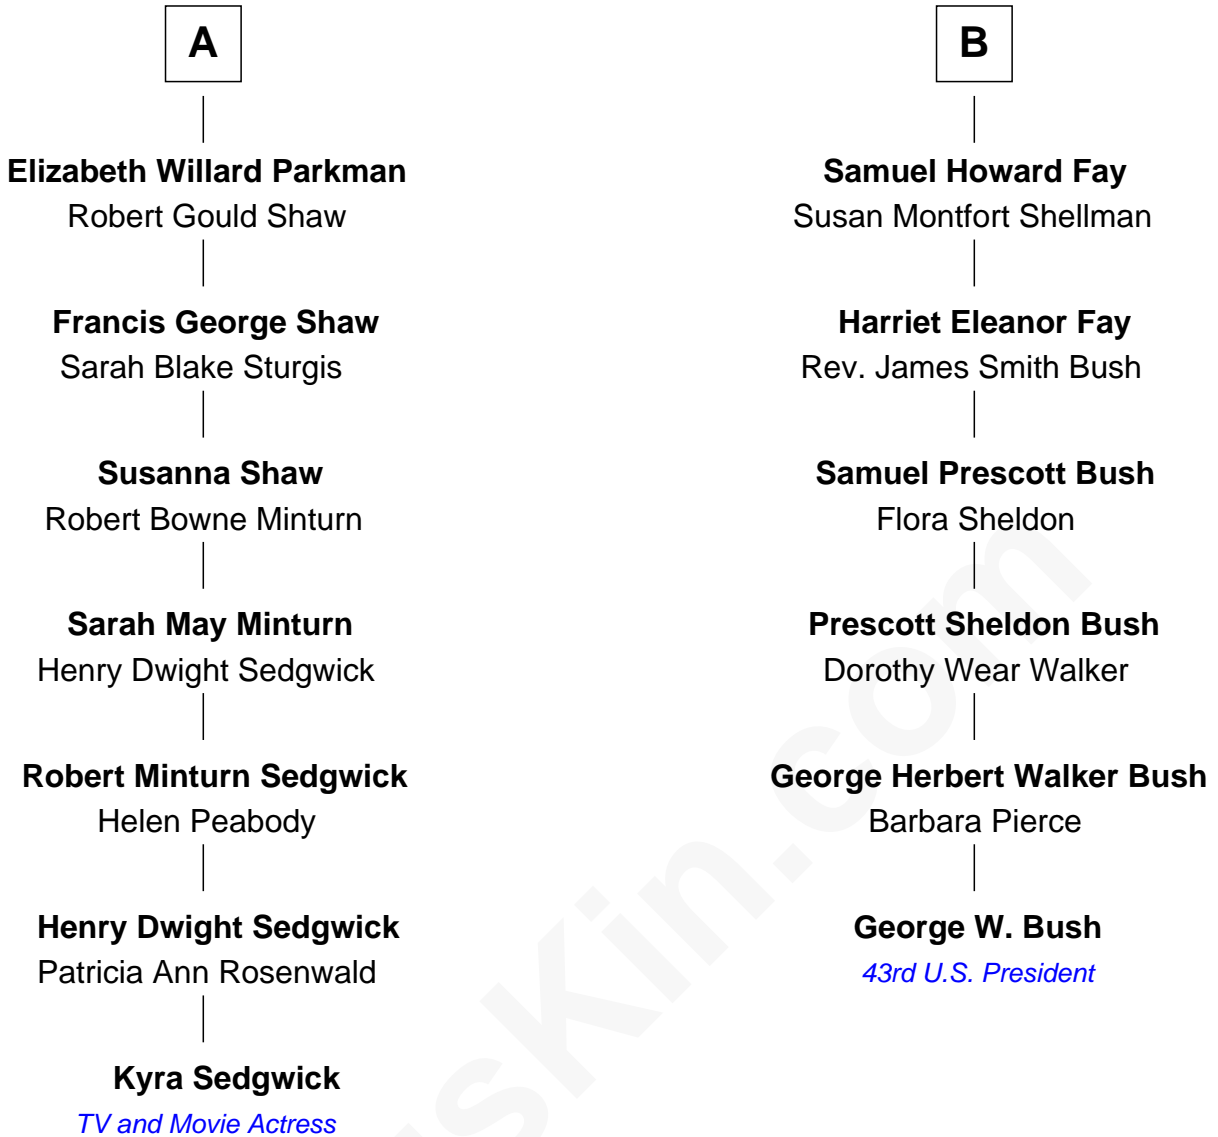 A
Elizabeth Willard Parkman
Robert Gould Shaw
Francis George Shaw
Sarah Blake Sturgis
Susanna Shaw
Robert Bowne Minturn
Sarah May Minturn
Henry Dwight Sedgwick
Robert Minturn Sedgwick
Helen Peabody
Henry Dwight Sedgwick
Patricia Ann Rosenwald
Kyra Sedgwick
TV and Movie Actress
B
Samuel Howard Fay
Susan Montfort Shellman
Harriet Eleanor Fay
Rev. James Smith Bush
Samuel Prescott Bush
Flora Sheldon
Prescott Sheldon Bush
Dorothy Wear Walker
George Herbert Walker Bush
Barbara Pierce
George W. Bush
43rd U.S. President